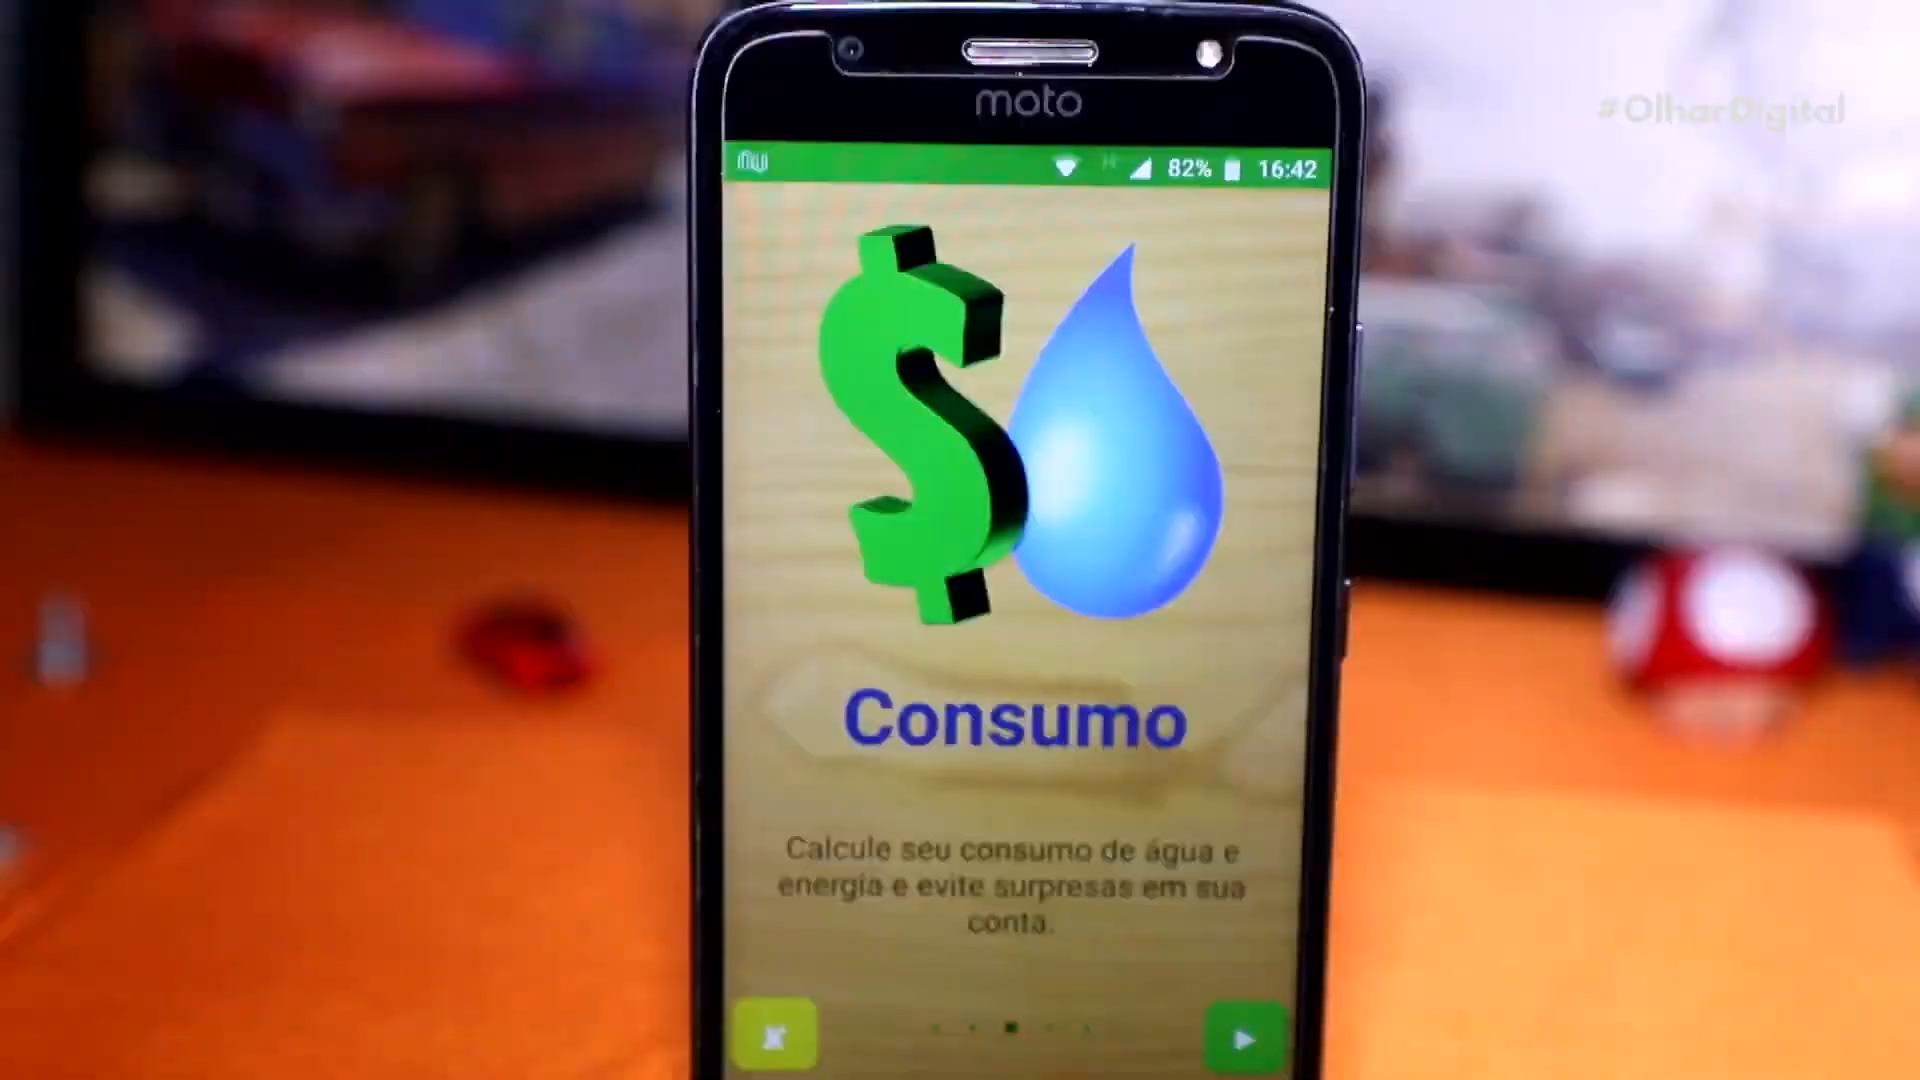 #OlharDigital
moto
82% 16:42
Consumo
Calcule seu consumo de água e
energia e evite surpresas em sua
conta.